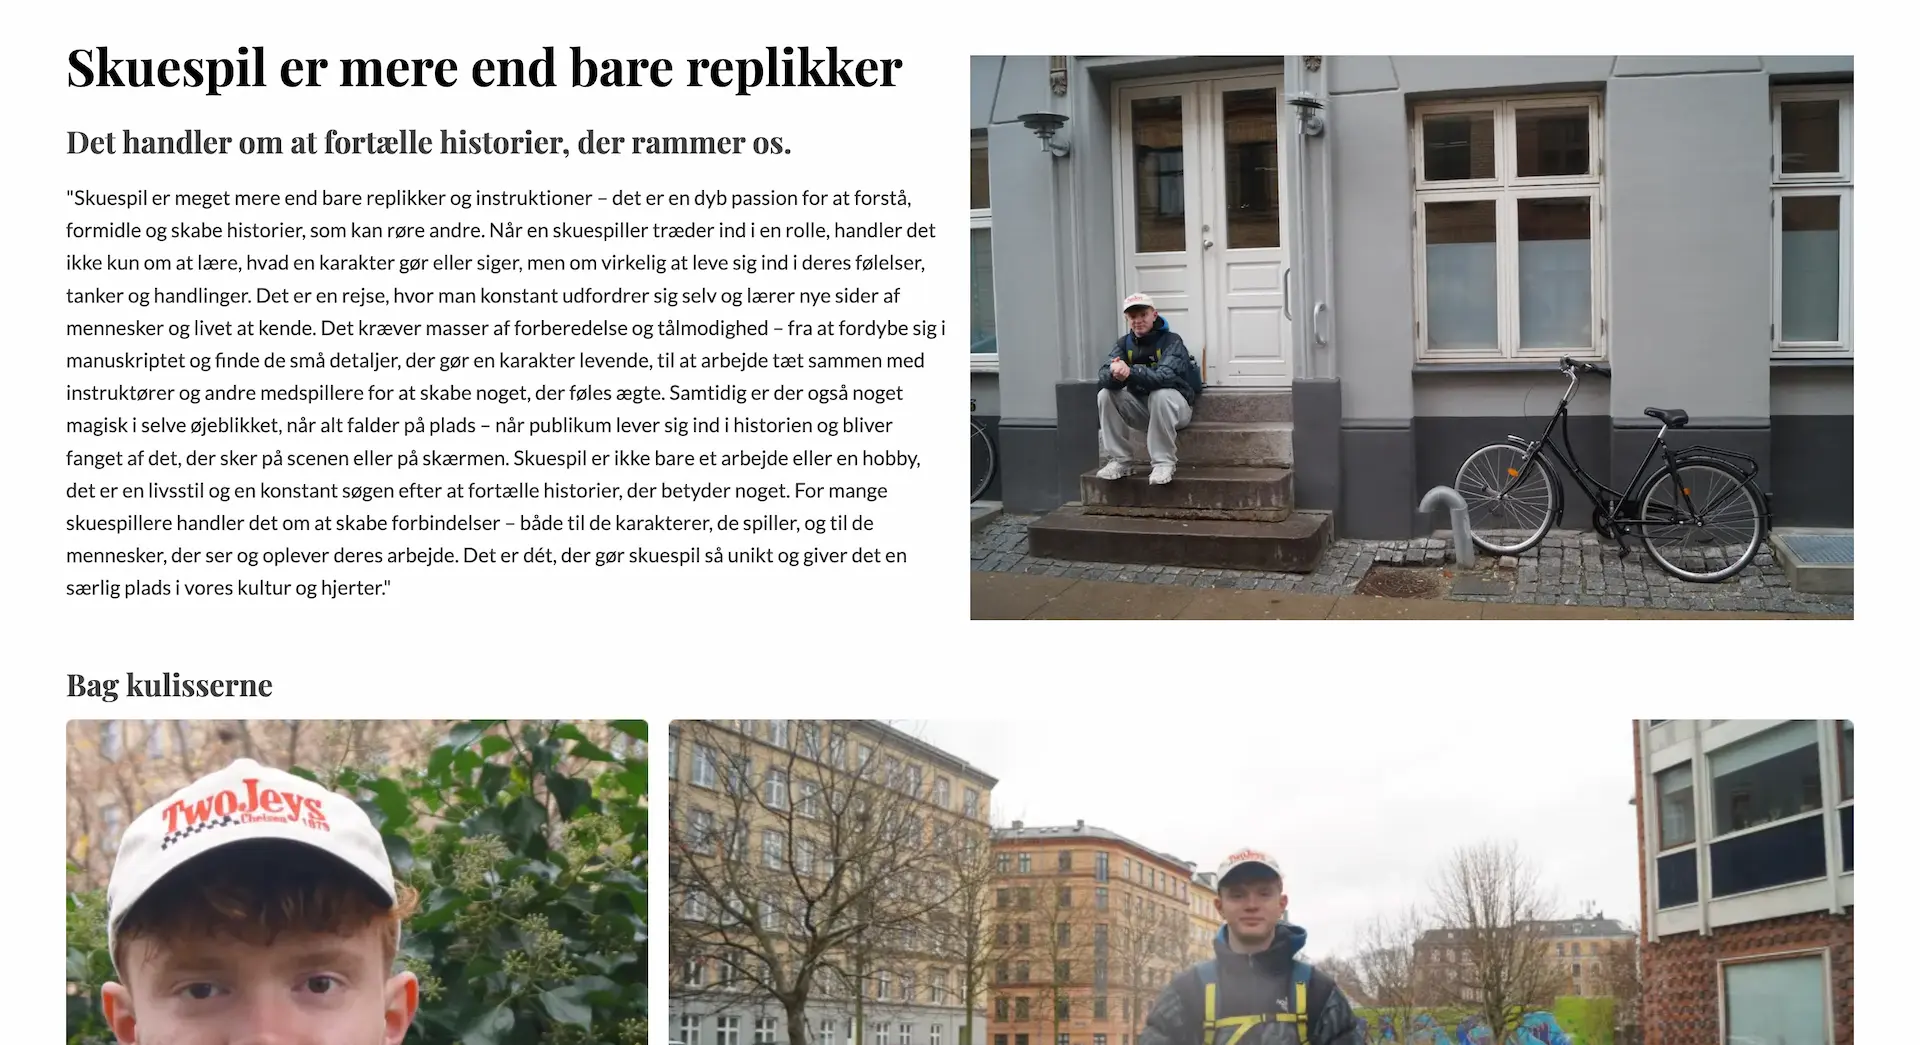 Skuespil er mere end bare replikker
Det handler om at fortælle historier, der rammer os.
"Skuespil er meget mere end bare replikker og instruktioner – det er en dyb passion for at forstå,
formidle og skabe historier, som kan røre andre. Når en skuespiller træder ind i en rolle, handler det
ikke kun om at lære, hvad en karakter gør eller siger, men om virkelig at leve sig ind i deres følelser,
tanker og handlinger. Det er en rejse, hvor man konstant udfordrer sig selv og lærer nye sider af
mennesker og livet at kende. Det kræver masser af forberedelse og tålmodighed – fra at fordybe sig i
manuskriptet og finde de små detaljer, der gør en karakter levende, til at arbejde tæt sammen med
instruktører og andre medspillere for at skabe noget, der føles ægte. Samtidig er der også noget
magisk i selve øjeblikket, når alt falder på plads – når publikum lever sig ind i historien og bliver
fanget af det, der sker på scenen eller på skærmen. Skuespil er ikke bare et arbejde eller en hobby,
det er en livsstil og en konstant søgen efter at fortælle historier, der betyder noget. For mange
skuespillere handler det om at skabe forbindelser – både til de karakterer, de spiller, og til de
mennesker, der ser og oplever deres arbejde. Det er dét, der gør skuespil så unikt og giver det en
særlig plads i vores kultur og hjerter."
Bag kulisserne
TwoJeys
Chelsea 1979
TwoJeys